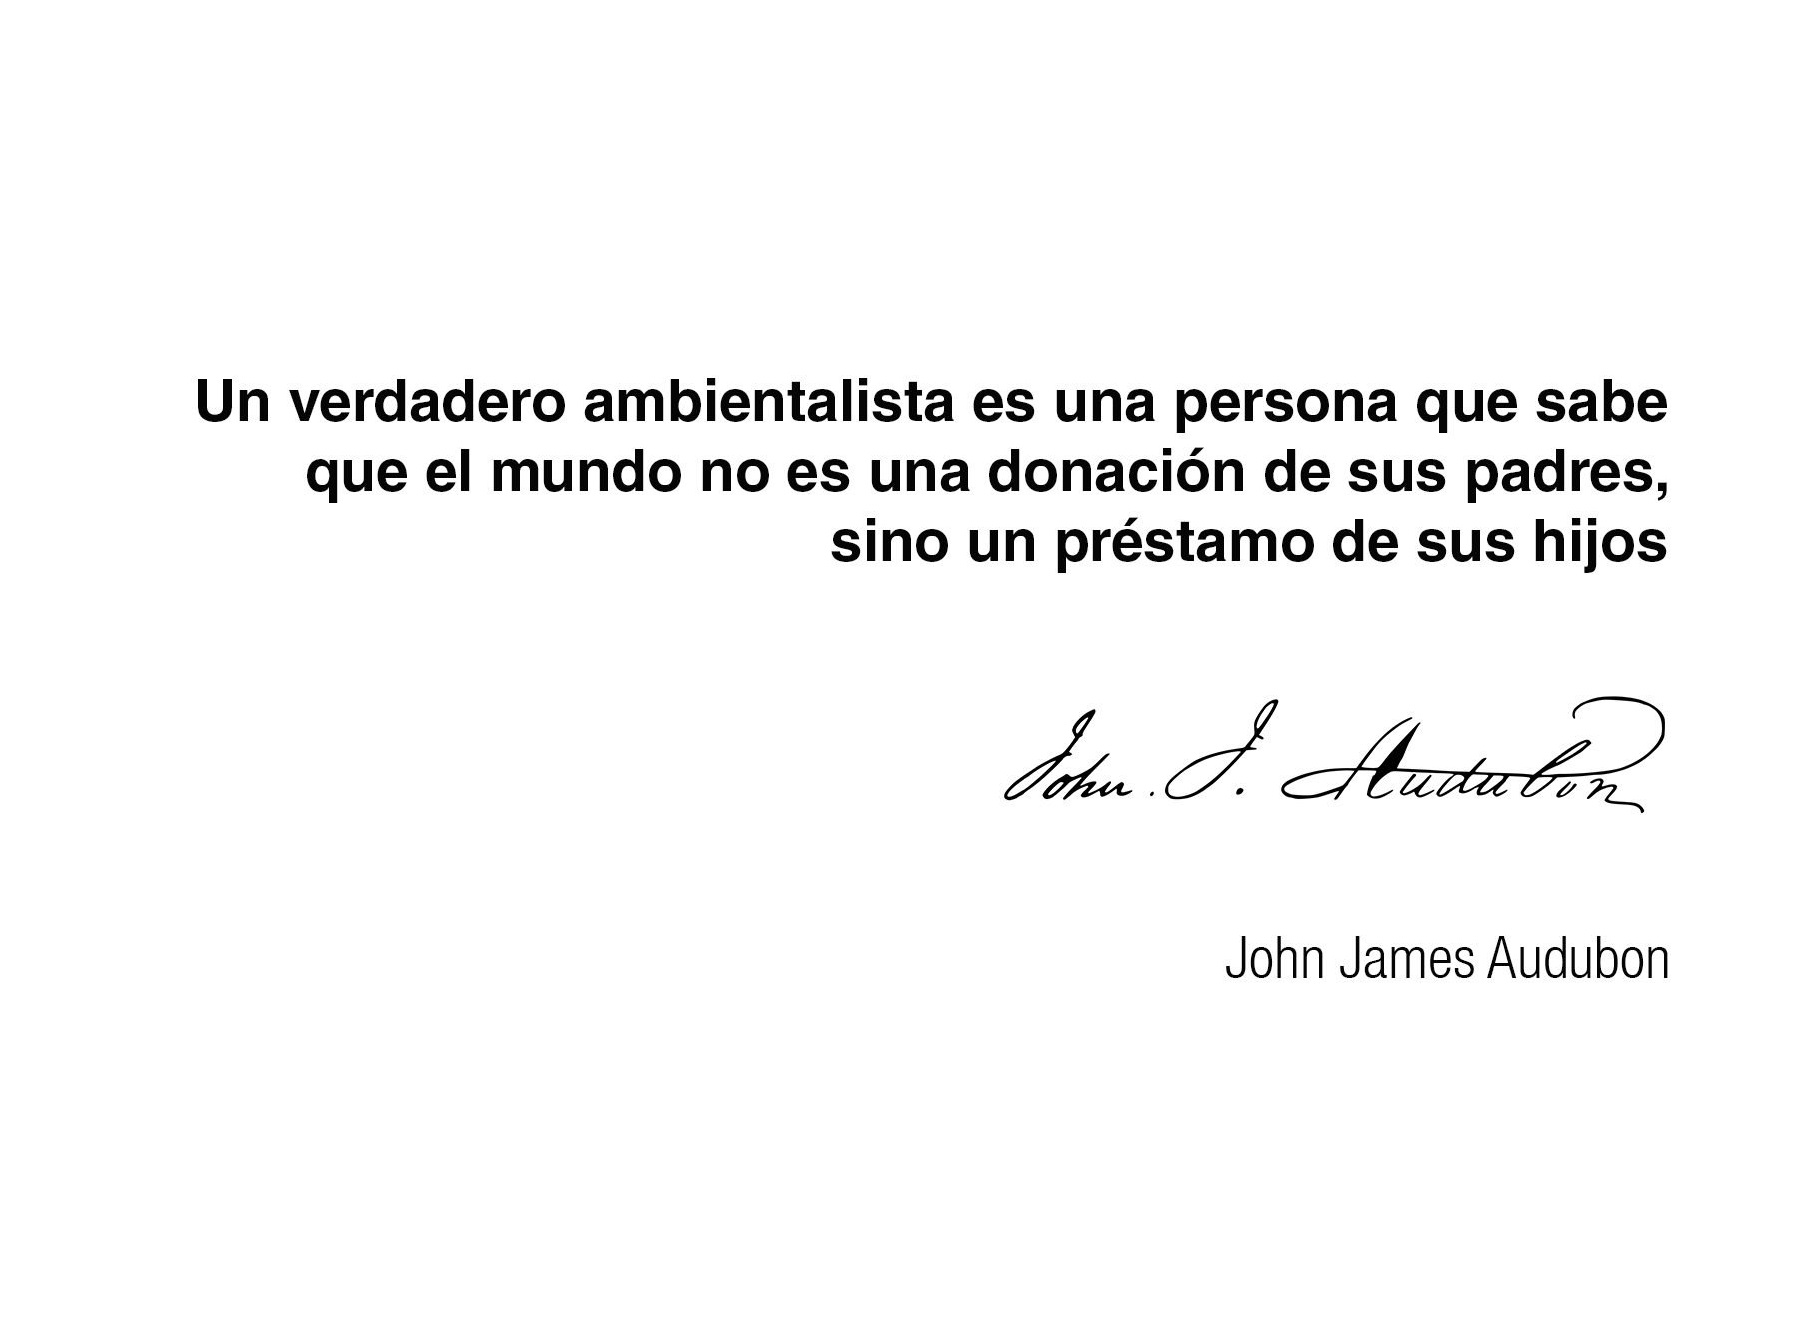 Un verdadero ambientalista es una persona que sabe
que el mundo no es una donación de sus padres,
sino un préstamo de sus hijos
John. J. Audubon
John James Audubon